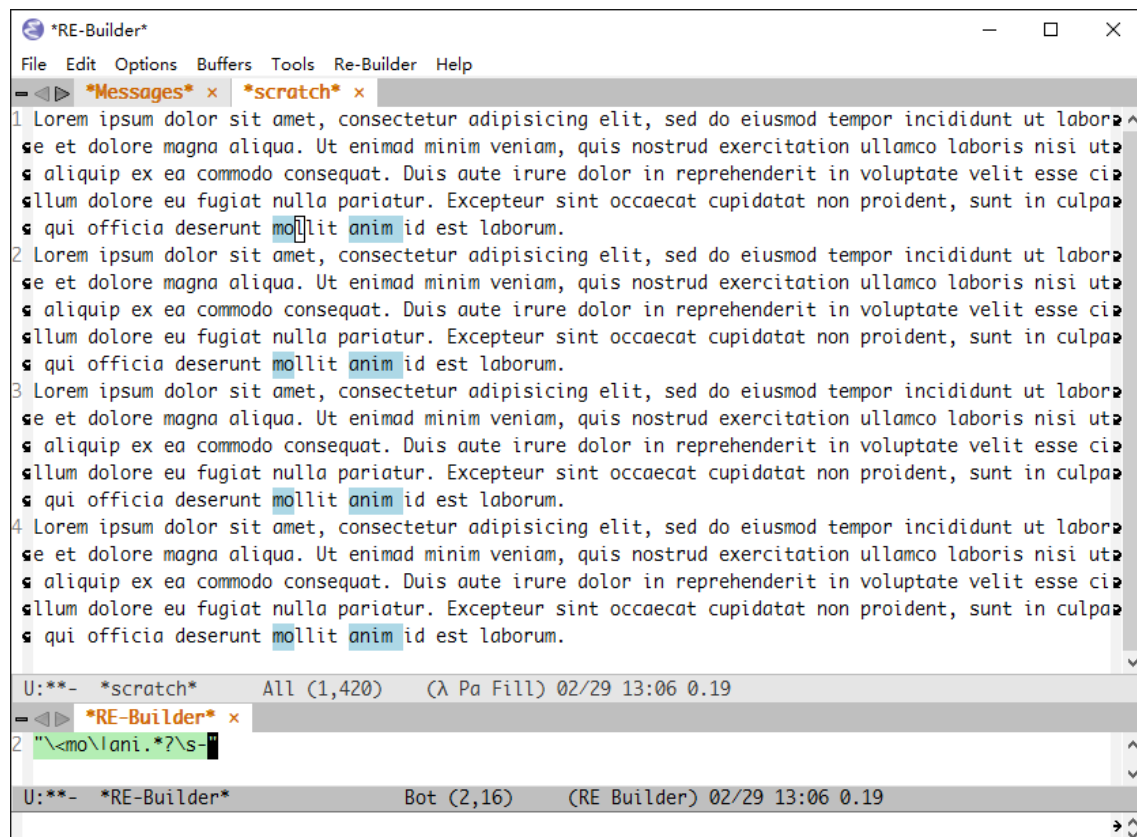 *RE-Builder*
File Edit Options Buffers Tools Re-Builder Help
*Messages* × *scratch* ×
1 Lorem ipsum dolor sit amet, consectetur adipisicing elit, sed do eiusmod tempor incididunt ut labor
e et dolore magna aliqua. Ut enimad minim veniam, quis nostrud exercitation ullamco laboris nisi ut
aliquip ex ea commodo consequat. Duis aute irure dolor in reprehenderit in voluptate velit esse ci
llum dolore eu fugiat nulla pariatur. Excepteur sint occaecat cupidatat non proident, sunt in culpa
qui officia deserunt mollit anim id est laborum.
2 Lorem ipsum dolor sit amet, consectetur adipisicing elit, sed do eiusmod tempor incididunt ut labor
e et dolore magna aliqua. Ut enimad minim veniam, quis nostrud exercitation ullamco laboris nisi ut
aliquip ex ea commodo consequat. Duis aute irure dolor in reprehenderit in voluptate velit esse ci
llum dolore eu fugiat nulla pariatur. Excepteur sint occaecat cupidatat non proident, sunt in culpa
qui officia deserunt mollit anim id est laborum.
3 Lorem ipsum dolor sit amet, consectetur adipisicing elit, sed do eiusmod tempor incididunt ut labor
e et dolore magna aliqua. Ut enimad minim veniam, quis nostrud exercitation ullamco laboris nisi ut
aliquip ex ea commodo consequat. Duis aute irure dolor in reprehenderit in voluptate velit esse ci
llum dolore eu fugiat nulla pariatur. Excepteur sint occaecat cupidatat non proident, sunt in culpa
qui officia deserunt mollit anim id est laborum.
4 Lorem ipsum dolor sit amet, consectetur adipisicing elit, sed do eiusmod tempor incididunt ut labor
e et dolore magna aliqua. Ut enimad minim veniam, quis nostrud exercitation ullamco laboris nisi ut
aliquip ex ea commodo consequat. Duis aute irure dolor in reprehenderit in voluptate velit esse ci
llum dolore eu fugiat nulla pariatur. Excepteur sint occaecat cupidatat non proident, sunt in culpa
qui officia deserunt mollit anim id est laborum.
U:**- *scratch* All (1,420) (λ Pa Fill) 02/29 13:06 0.19
*RE-Builder* ×
2 "\<mo\|ani.*?\s-"
U:**- *RE-Builder* Bot (2,16) (RE Builder) 02/29 13:06 0.19